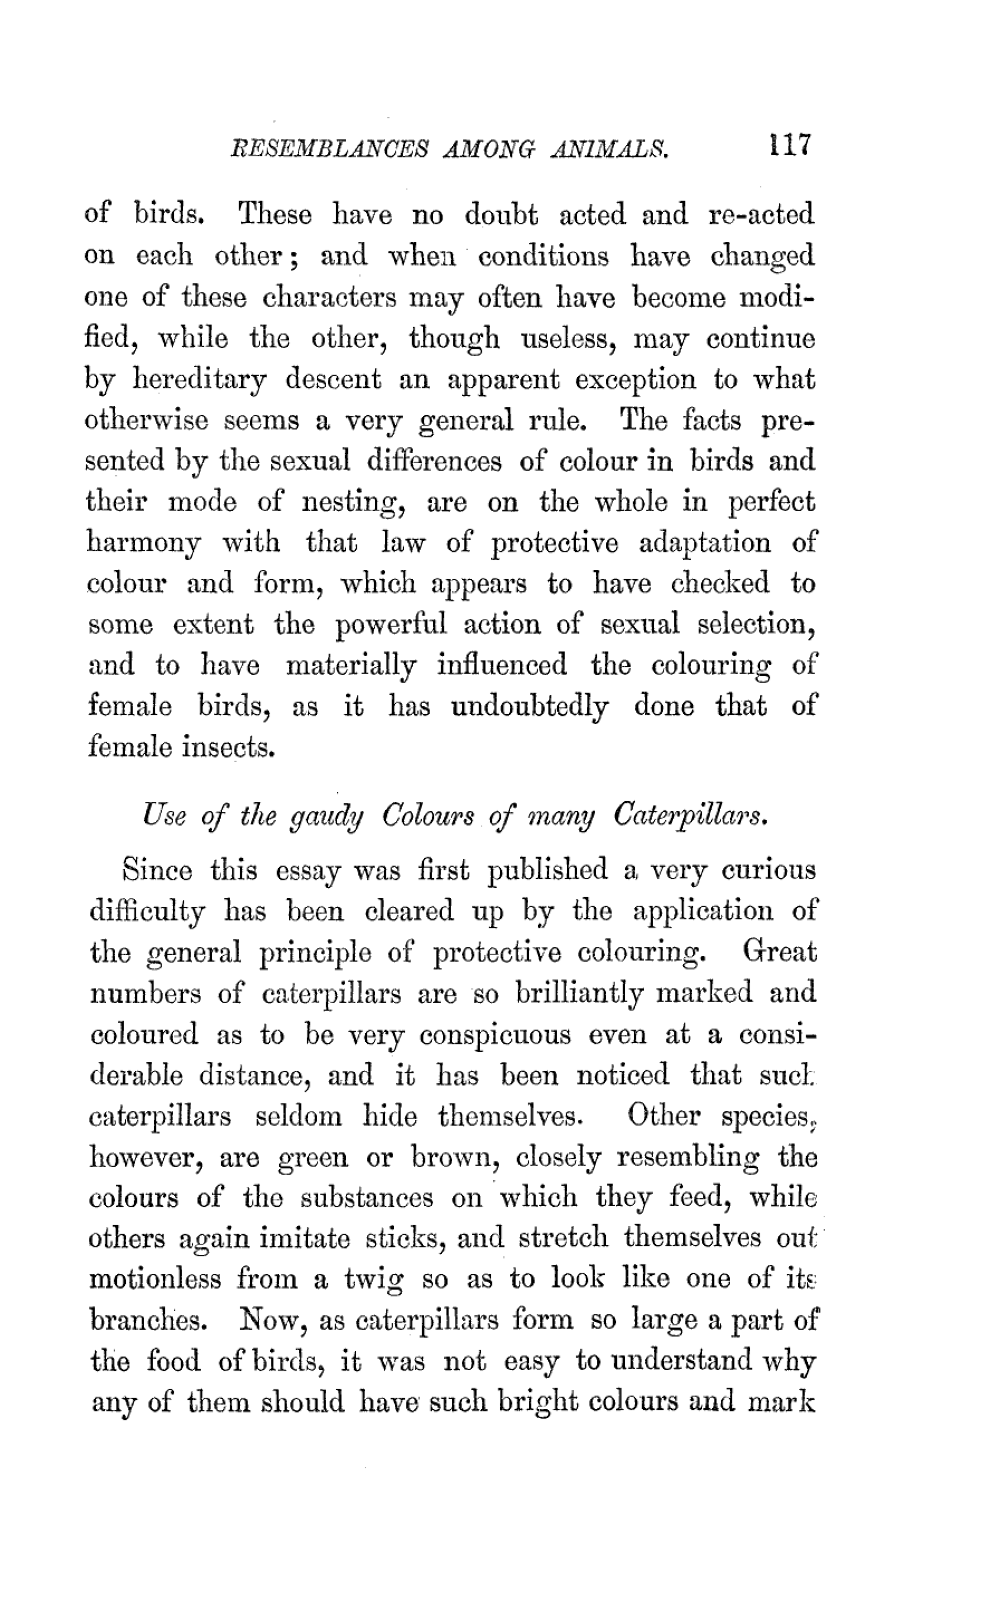 RESEMBLANCES AMONG ANIMALS. 117
of birds. These have no doubt acted and re-acted
on each other; and when conditions have changed
one of these characters may often have become modi-
fied, while the other, though useless, may continue
by hereditary descent an apparent exception to what
otherwise seems a very general rule. The facts pre-
sented by the sexual differences of colour in birds and
their mode of nesting, are on the whole in perfect
harmony with that law of protective adaptation of
colour and form, which appears to have checked to
some extent the powerful action of sexual selection,
and to have materially influenced the colouring of
female birds, as it has undoubtedly done that of
female insects.
Use of the gaudy Colours of many Caterpillars.
Since this essay was first published a very curious
difficulty has been cleared up by the application of
the general principle of protective colouring. Great
numbers of caterpillars are so brilliantly marked and
coloured as to be very conspicuous even at a consi-
derable distance, and it has been noticed that such
caterpillars seldom hide themselves. Other species,
however, are green or brown, closely resembling the
colours of the substances on which they feed, while
others again imitate sticks, and stretch themselves out
motionless from a twig so as to look like one of its
branches. Now, as caterpillars form so large a part of
the food of birds, it was not easy to understand why
any of them should have such bright colours and mark